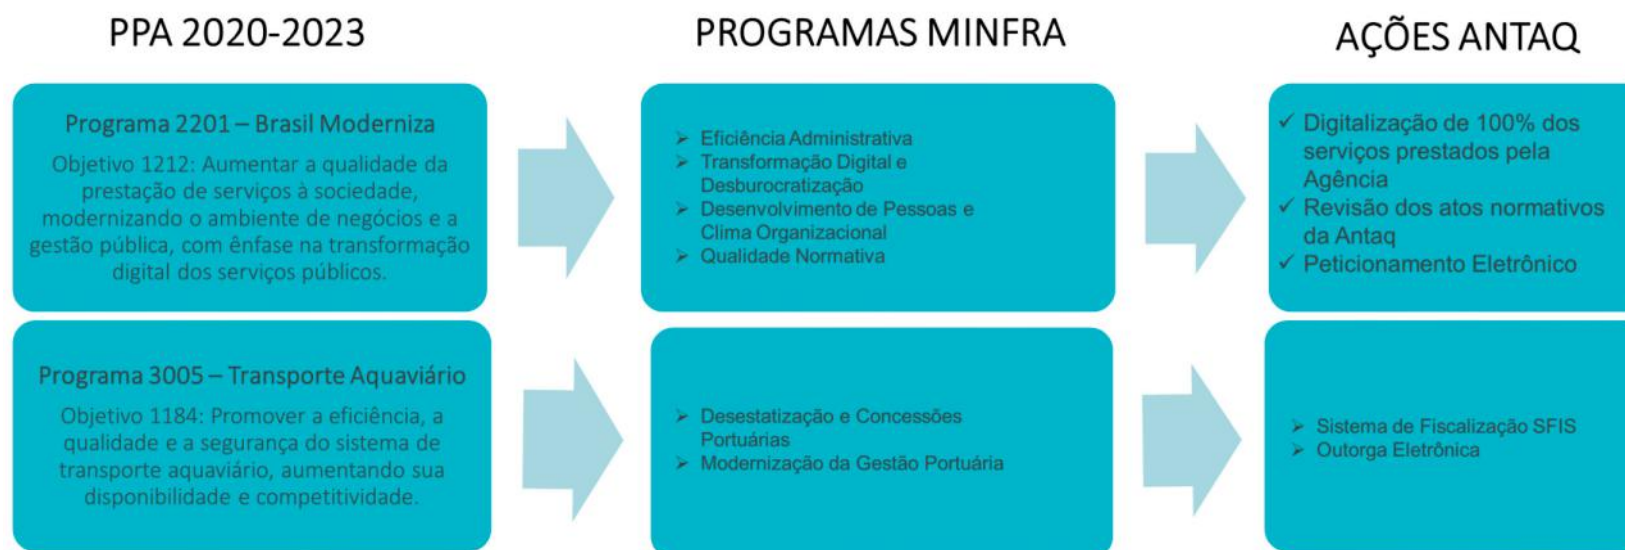 PPA 2020-2023
PROGRAMAS MINFRA
AÇÕES ANTAQ
Programa 2201 – Brasil Moderniza
Objetivo 1212: Aumentar a qualidade da
prestação de serviços à sociedade,
modernizando o ambiente de negócios e a
gestão pública, com ênfase na transformação
digital dos serviços públicos.
➢ Eficiência Administrativa
➢ Transformação Digital e
Desburocratização
➢ Desenvolvimento de Pessoas e
Clima Organizacional
➢ Qualidade Normativa
✓ Digitalização de 100% dos
serviços prestados pela
Agência
✓ Revisão dos atos normativos
da Antaq
✓ Peticionamento Eletrônico
Programa 3005 – Transporte Aquaviário
Objetivo 1184: Promover a eficiência, a
qualidade e a segurança do sistema de
transporte aquaviário, aumentando sua
disponibilidade e competitividade.
➢ Desestatização e Concessões
Portuárias
➢ Modernização da Gestão Portuária
➢ Sistema de Fiscalização SFIS
➢ Outorga Eletrônica